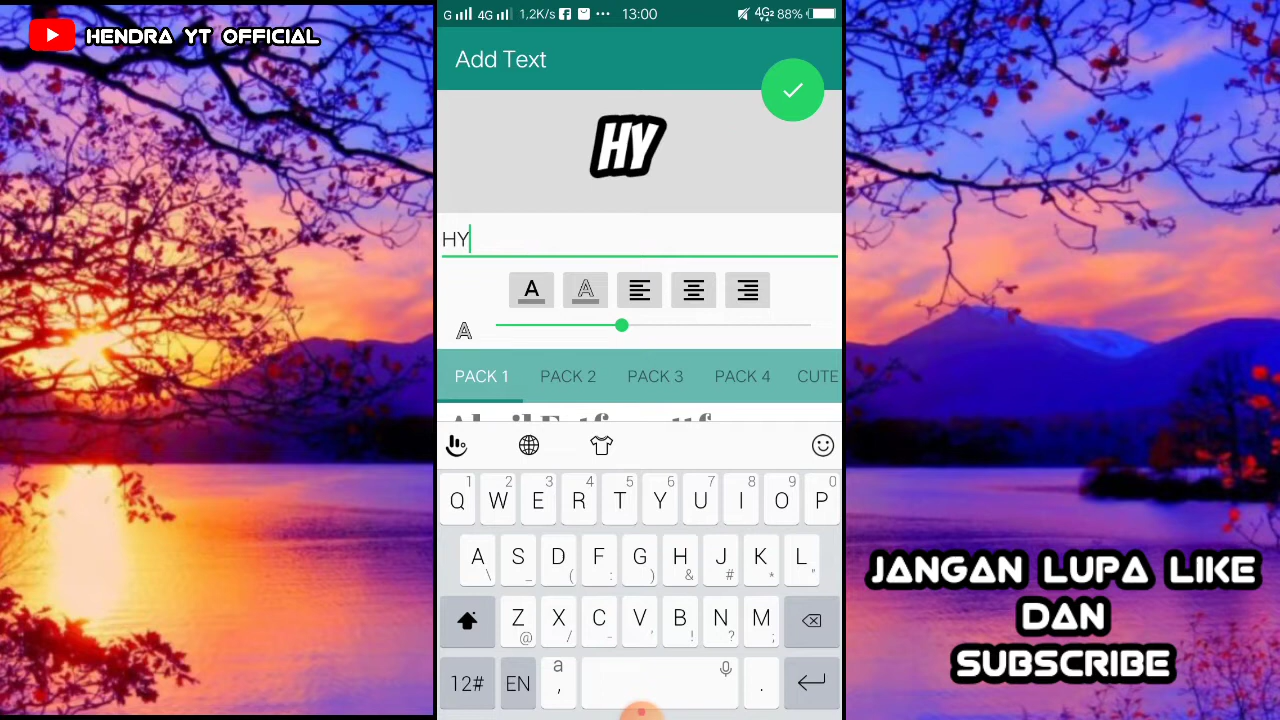 HENDRA YT OFFICIAL
G 4G 1,2K/s 13:00 4G2 88%
Add Text
HY
HY
A A
A
PACK 1 PACK 2 PACK 3 PACK 4 CUTE
1 2 3 4 5 6 7 8 9 0
Q W E R T Y U I O P
A S D F G H J K L
\ _ ( : ) & # * "
Z X C V B N M
@ / - ' ! ? ;
12# EN a , .
JANGAN LUPA LIKE
DAN
SUBSCRIBE